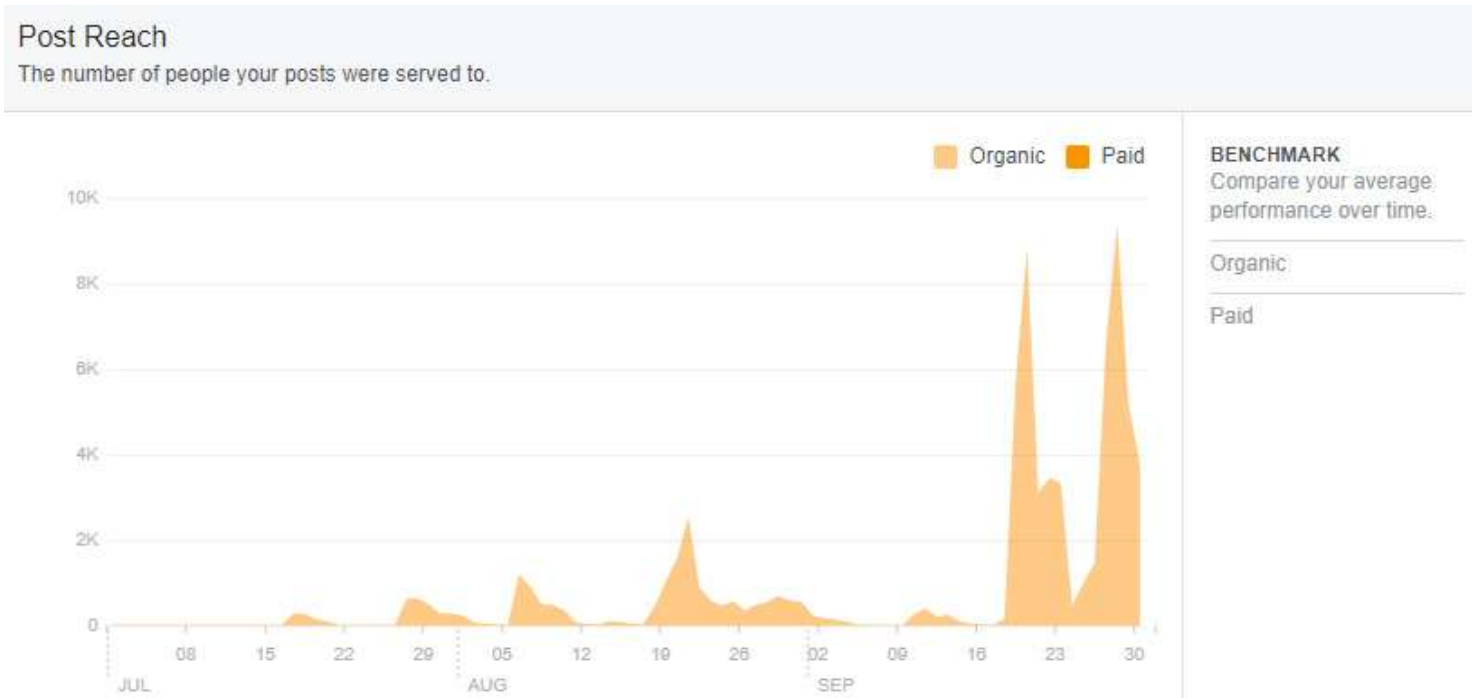 Post Reach
The number of people your posts were served to.
Organic Paid
BENCHMARK
Compare your average
performance over time.
Organic
Paid
10K
8K
6K
4K
2K
0
08 15 22 29 05 12 19 26 02 09 16 23 30
JUL AUG SEP